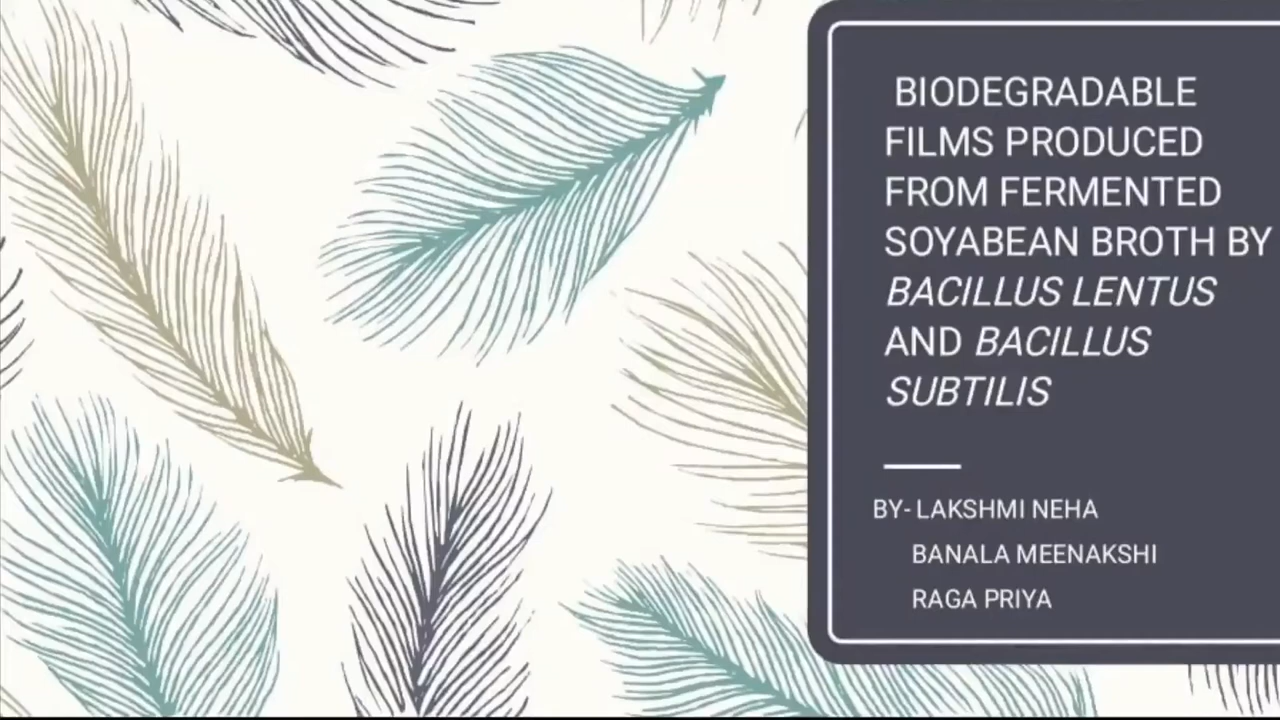 BIODEGRADABLE
FILMS PRODUCED
FROM FERMENTED
SOYABEAN BROTH BY
BACILLUS LENTUS
AND BACILLUS
SUBTILIS
BY- LAKSHMI NEHA
BANALA MEENAKSHI
RAGA PRIYA